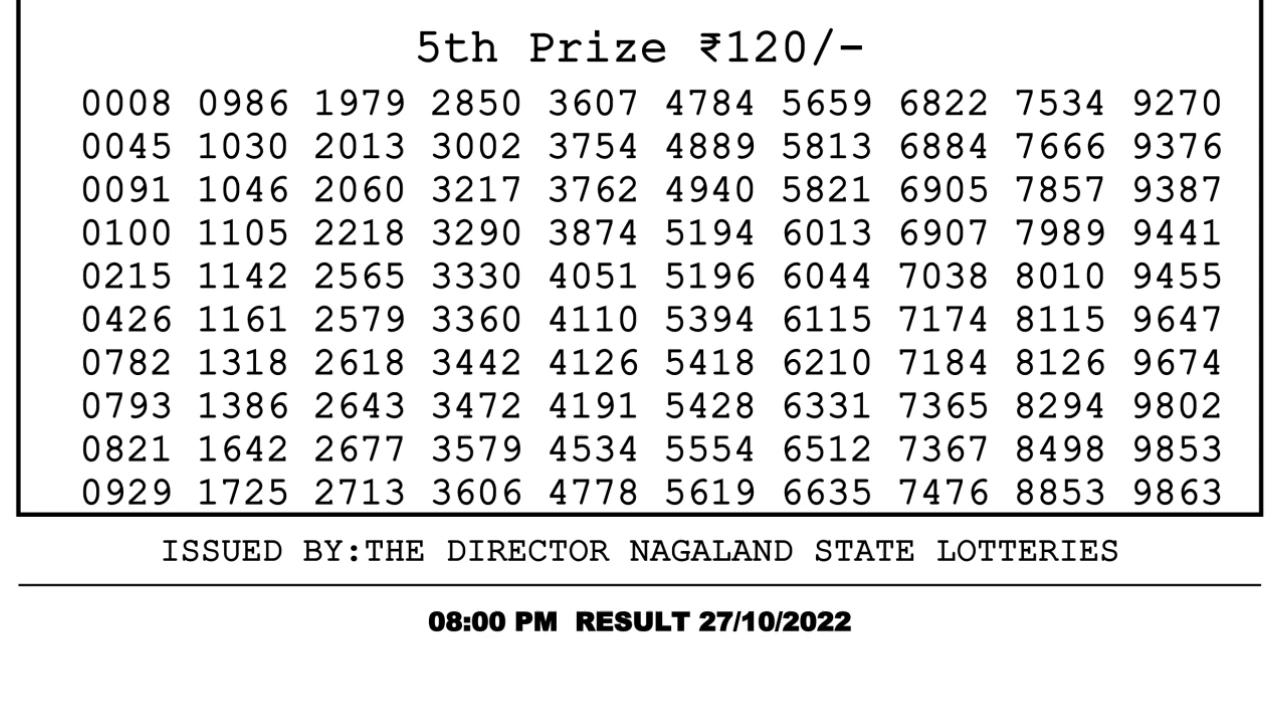 5th Prize ₹120/-
0008 0986 1979 2850 3607 4784 5659 6822 7534 9270
0045 1030 2013 3002 3754 4889 5813 6884 7666 9376
0091 1046 2060 3217 3762 4940 5821 6905 7857 9387
0100 1105 2218 3290 3874 5194 6013 6907 7989 9441
0215 1142 2565 3330 4051 5196 6044 7038 8010 9455
0426 1161 2579 3360 4110 5394 6115 7174 8115 9647
0782 1318 2618 3442 4126 5418 6210 7184 8126 9674
0793 1386 2643 3472 4191 5428 6331 7365 8294 9802
0821 1642 2677 3579 4534 5554 6512 7367 8498 9853
0929 1725 2713 3606 4778 5619 6635 7476 8853 9863
ISSUED BY:THE DIRECTOR NAGALAND STATE LOTTERIES
08:00 PM RESULT 27/10/2022